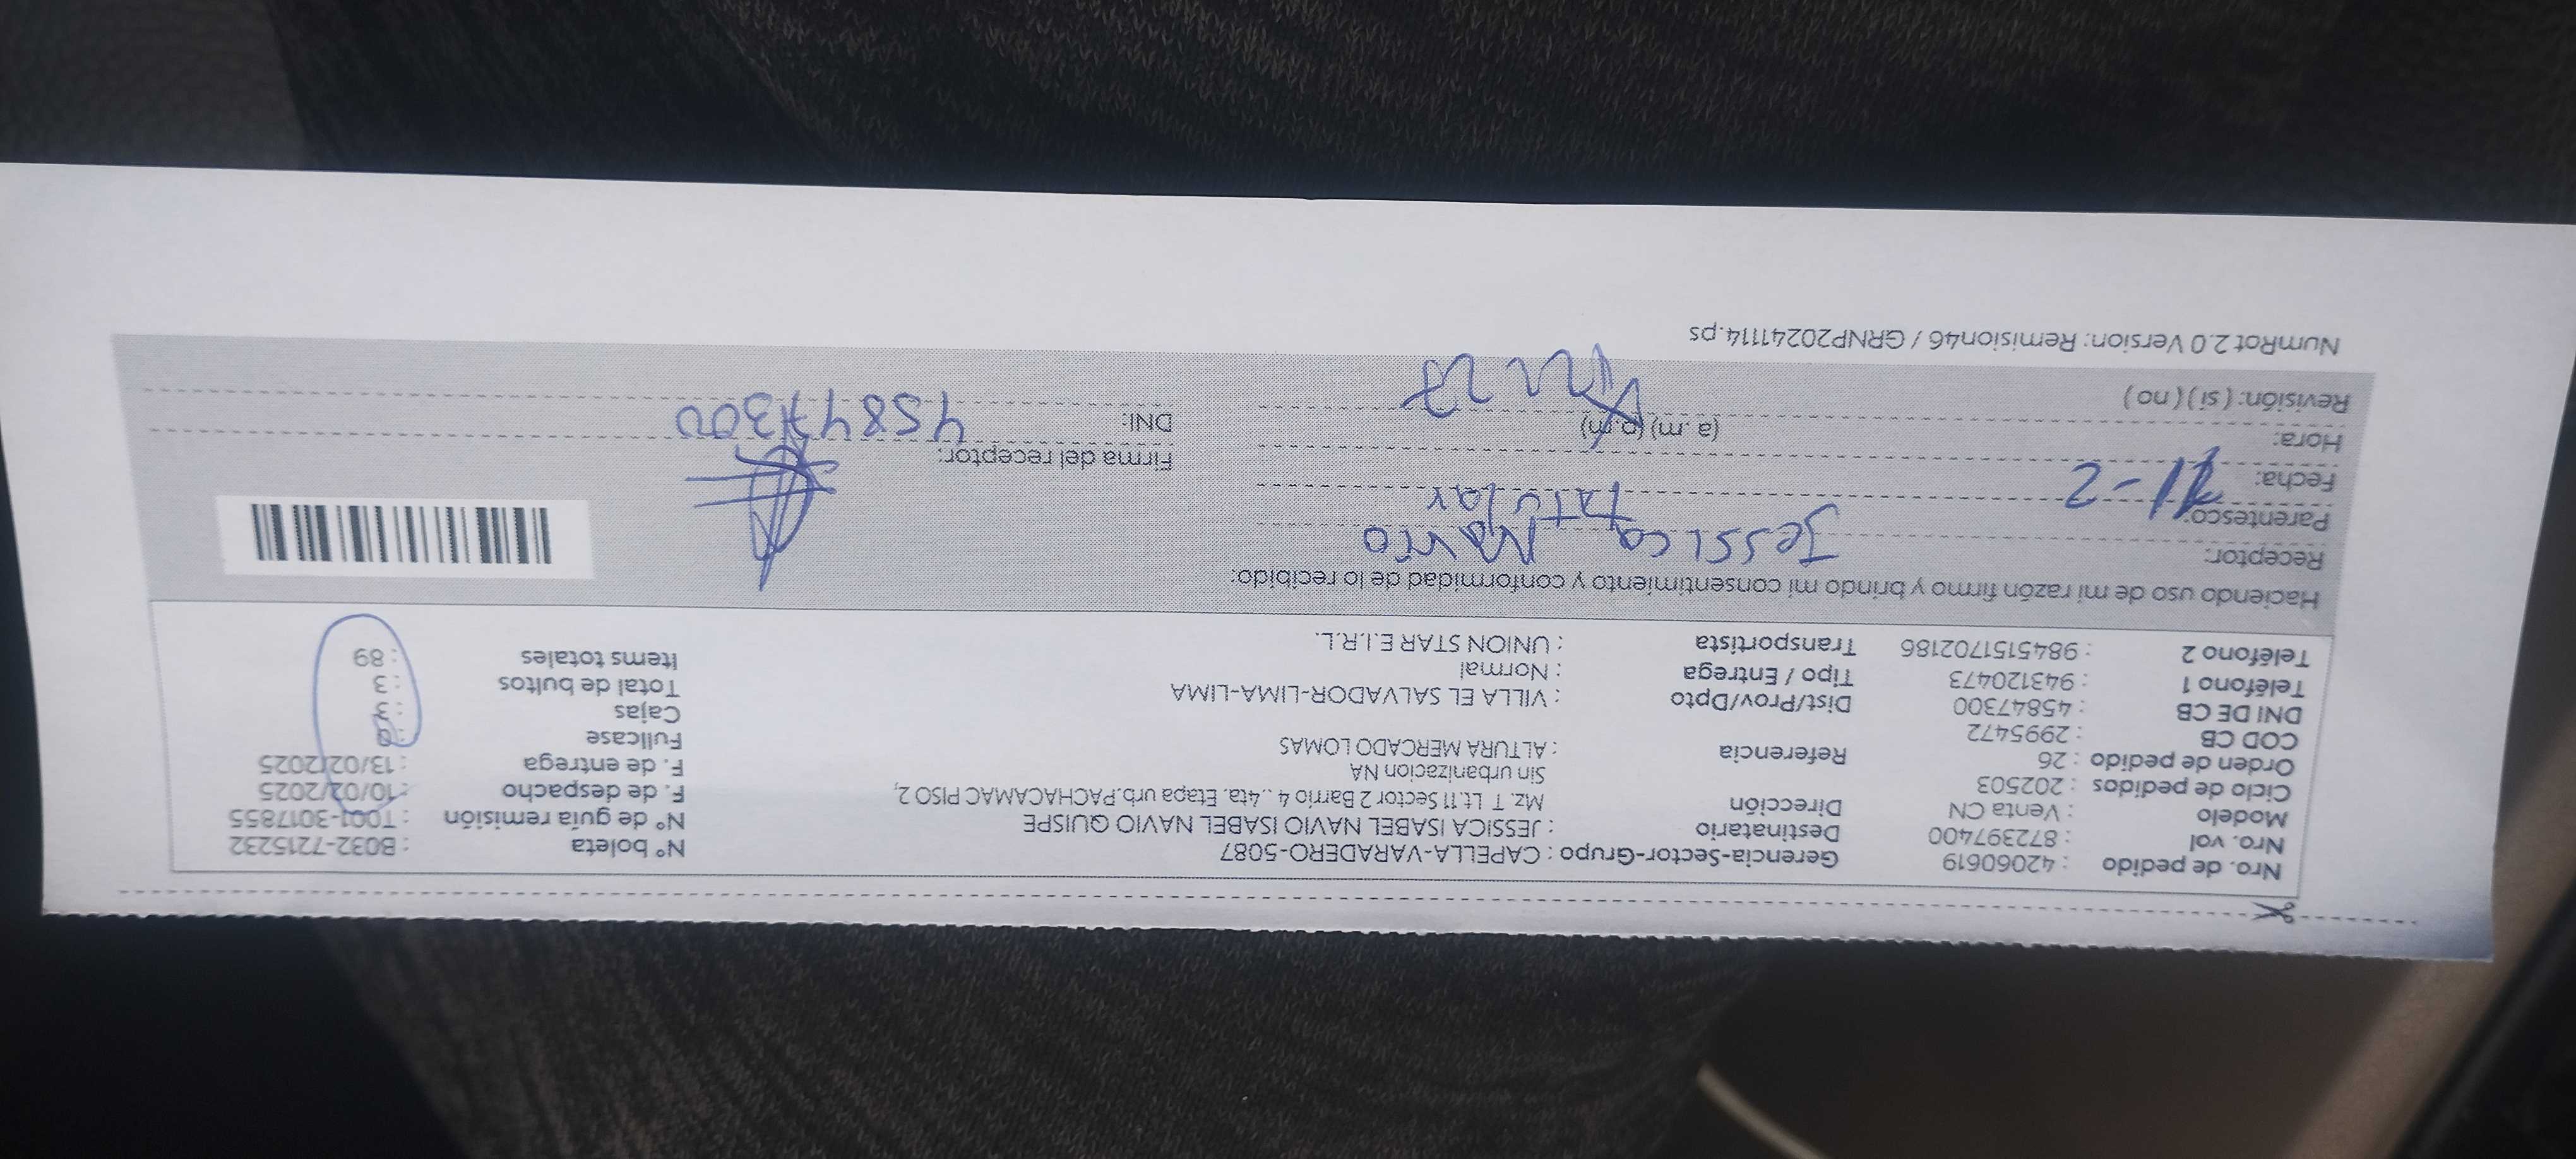 Nro. de pedido : 42060619 Gerencia-Sector-Grupo : CAPELLA-VARADERO-5087 N° boleta : B032-7215232
Nro. vol : 872397400 Destinatario : JESSICA ISABEL NAVIO ISABEL NAVIO QUISPE N° de guía remisión : T001-3017855
Modelo : Venta CN Dirección Mz. T Lt.11 Sector 2 Barrio 4 ..4ta. Etapa urb.PACHACAMAC PISO 2, F. de despacho : 10/02/2025
Ciclo de pedidos : 202503 Sin urbanizacion NA F. de entrega : 13/02/2025
Orden de pedido : 26 Referencia : ALTURA MERCADO LOMAS Fullcase : 0
COD CB : 2995472 Cajas : 3
DNI DE CB : 45847300 Dist/Prov/Dpto : VILLA EL SALVADOR-LIMA-LIMA Total de bultos : 3
Teléfono 1 : 943120473 Tipo / Entrega : Normal Items totales : 89
Teléfono 2 : 9845151702186 Transportista : UNION STAR E.I.R.L.
Haciendo uso de mi razón firmo y brindo mi consentimiento y conformidad de lo recibido:
Receptor: Jessica Navio
Parentesco: titular
Fecha: 11-2 Firma del receptor:
Hora: (a.m) (p.m) DNI: 45847300
Revisión: (si) (no)
NumRot 2.0 Version: Remision46 / GRNP20241114.ps